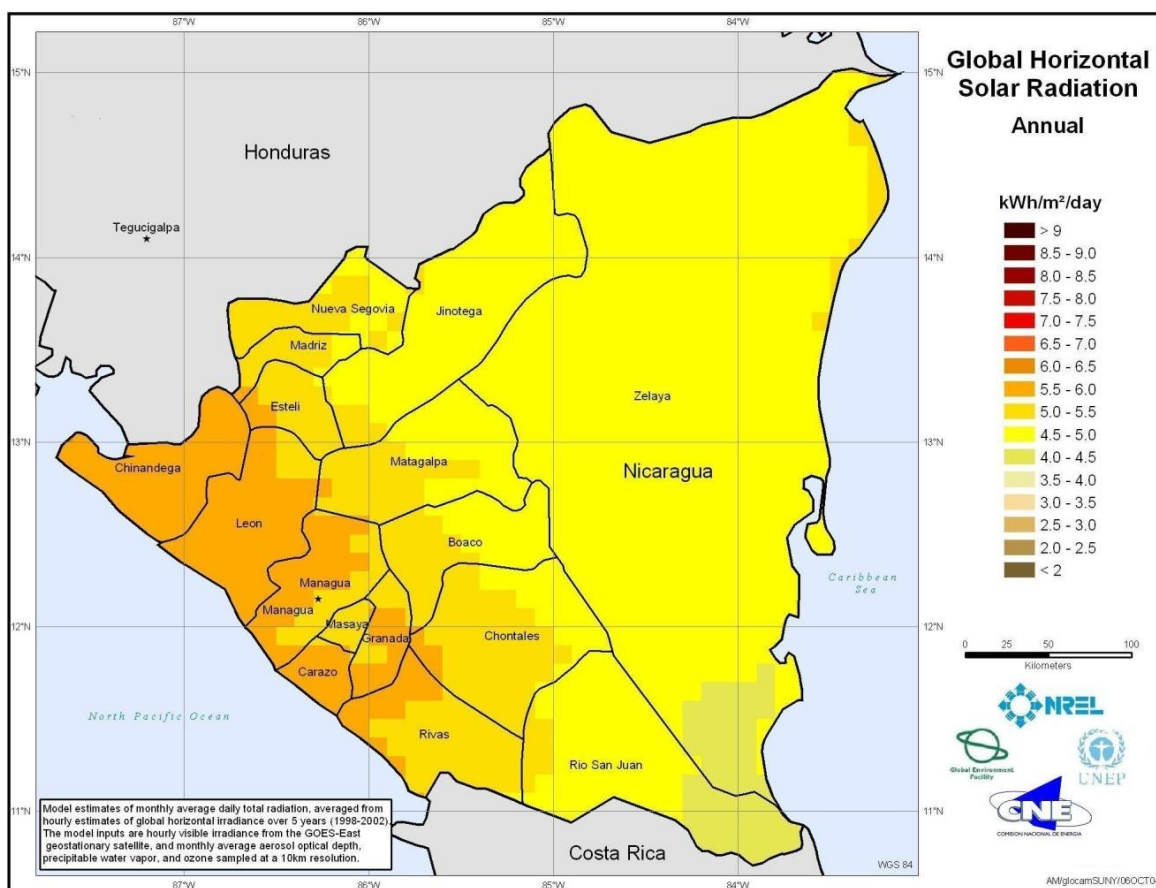 87°W
86°W
85°W
84°W
15°N
15°N
14°N
14°N
13°N
13°N
12°N
12°N
11°N
11°N
Honduras
Tegucigalpa
Nueva Segovia
Jinotega
Madriz
Esteli
Zelaya
Chinandega
Matagalpa
Nicaragua
Leon
Boaco
Managua
Managua
Masaya
Granada
Chontales
Carazo
Rivas
Rio San Juan
Costa Rica
North Pacific Ocean
Caribbean
Sea
Model estimates of monthly average daily total radiation, averaged from
hourly estimates of global horizontal irradiance over 5 years (1998-2002).
The model inputs are hourly visible irradiance from the GOES-East
geostationary satellite, and monthly average aerosol optical depth,
precipitable water vapor, and ozone sampled at a 10km resolution.
WGS 84
87°W
86°W
85°W
84°W
Global Horizontal
Solar Radiation
Annual
kWh/m²/day
> 9
8.5 - 9.0
8.0 - 8.5
7.5 - 8.0
7.0 - 7.5
6.5 - 7.0
6.0 - 6.5
5.5 - 6.0
5.0 - 5.5
4.5 - 5.0
4.0 - 4.5
3.5 - 4.0
3.0 - 3.5
2.5 - 3.0
2.0 - 2.5
< 2
0 25 50 100
Kilometers
NREL
Global Environment
Facility
UNEP
CNE
COMISION NACIONAL DE ENERGIA